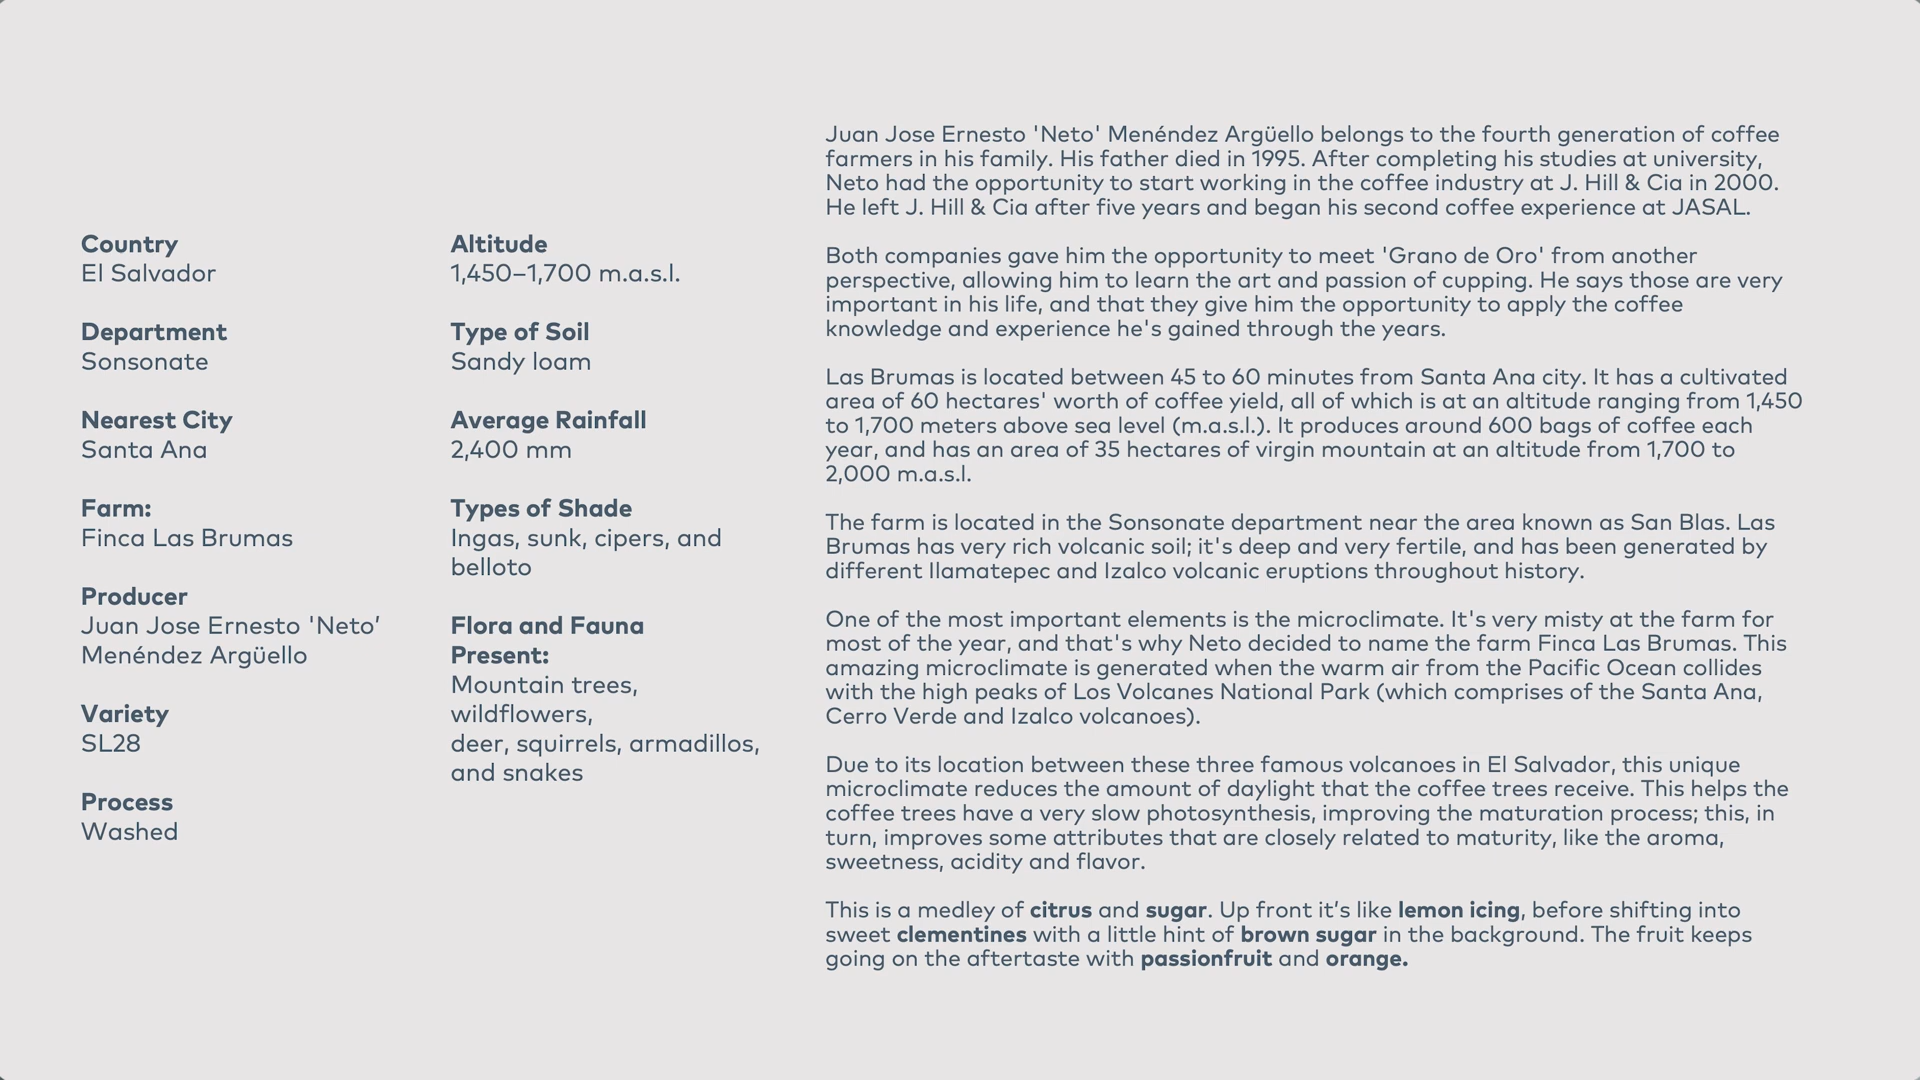 Country
El Salvador
Department
Sonsonate
Nearest City
Santa Ana
Farm:
Finca Las Brumas
Producer
Juan Jose Ernesto 'Neto’
Menéndez Argüello
Variety
SL28
Process
Washed
Altitude
1,450–1,700 m.a.s.l.
Type of Soil
Sandy loam
Average Rainfall
2,400 mm
Types of Shade
Ingas, sunk, cipers, and
belloto
Flora and Fauna
Present:
Mountain trees,
wildflowers,
deer, squirrels, armadillos,
and snakes
Juan Jose Ernesto 'Neto' Menéndez Argüello belongs to the fourth generation of coffee
farmers in his family. His father died in 1995. After completing his studies at university,
Neto had the opportunity to start working in the coffee industry at J. Hill & Cia in 2000.
He left J. Hill & Cia after five years and began his second coffee experience at JASAL.
Both companies gave him the opportunity to meet 'Grano de Oro' from another
perspective, allowing him to learn the art and passion of cupping. He says those are very
important in his life, and that they give him the opportunity to apply the coffee
knowledge and experience he's gained through the years.
Las Brumas is located between 45 to 60 minutes from Santa Ana city. It has a cultivated
area of 60 hectares' worth of coffee yield, all of which is at an altitude ranging from 1,450
to 1,700 meters above sea level (m.a.s.l.). It produces around 600 bags of coffee each
year, and has an area of 35 hectares of virgin mountain at an altitude from 1,700 to
2,000 m.a.s.l.
The farm is located in the Sonsonate department near the area known as San Blas. Las
Brumas has very rich volcanic soil; it's deep and very fertile, and has been generated by
different Ilamatepec and Izalco volcanic eruptions throughout history.
One of the most important elements is the microclimate. It's very misty at the farm for
most of the year, and that's why Neto decided to name the farm Finca Las Brumas. This
amazing microclimate is generated when the warm air from the Pacific Ocean collides
with the high peaks of Los Volcanes National Park (which comprises of the Santa Ana,
Cerro Verde and Izalco volcanoes).
Due to its location between these three famous volcanoes in El Salvador, this unique
microclimate reduces the amount of daylight that the coffee trees receive. This helps the
coffee trees have a very slow photosynthesis, improving the maturation process; this, in
turn, improves some attributes that are closely related to maturity, like the aroma,
sweetness, acidity and flavor.
This is a medley of citrus and sugar. Up front it’s like lemon icing, before shifting into
sweet clementines with a little hint of brown sugar in the background. The fruit keeps
going on the aftertaste with passionfruit and orange.